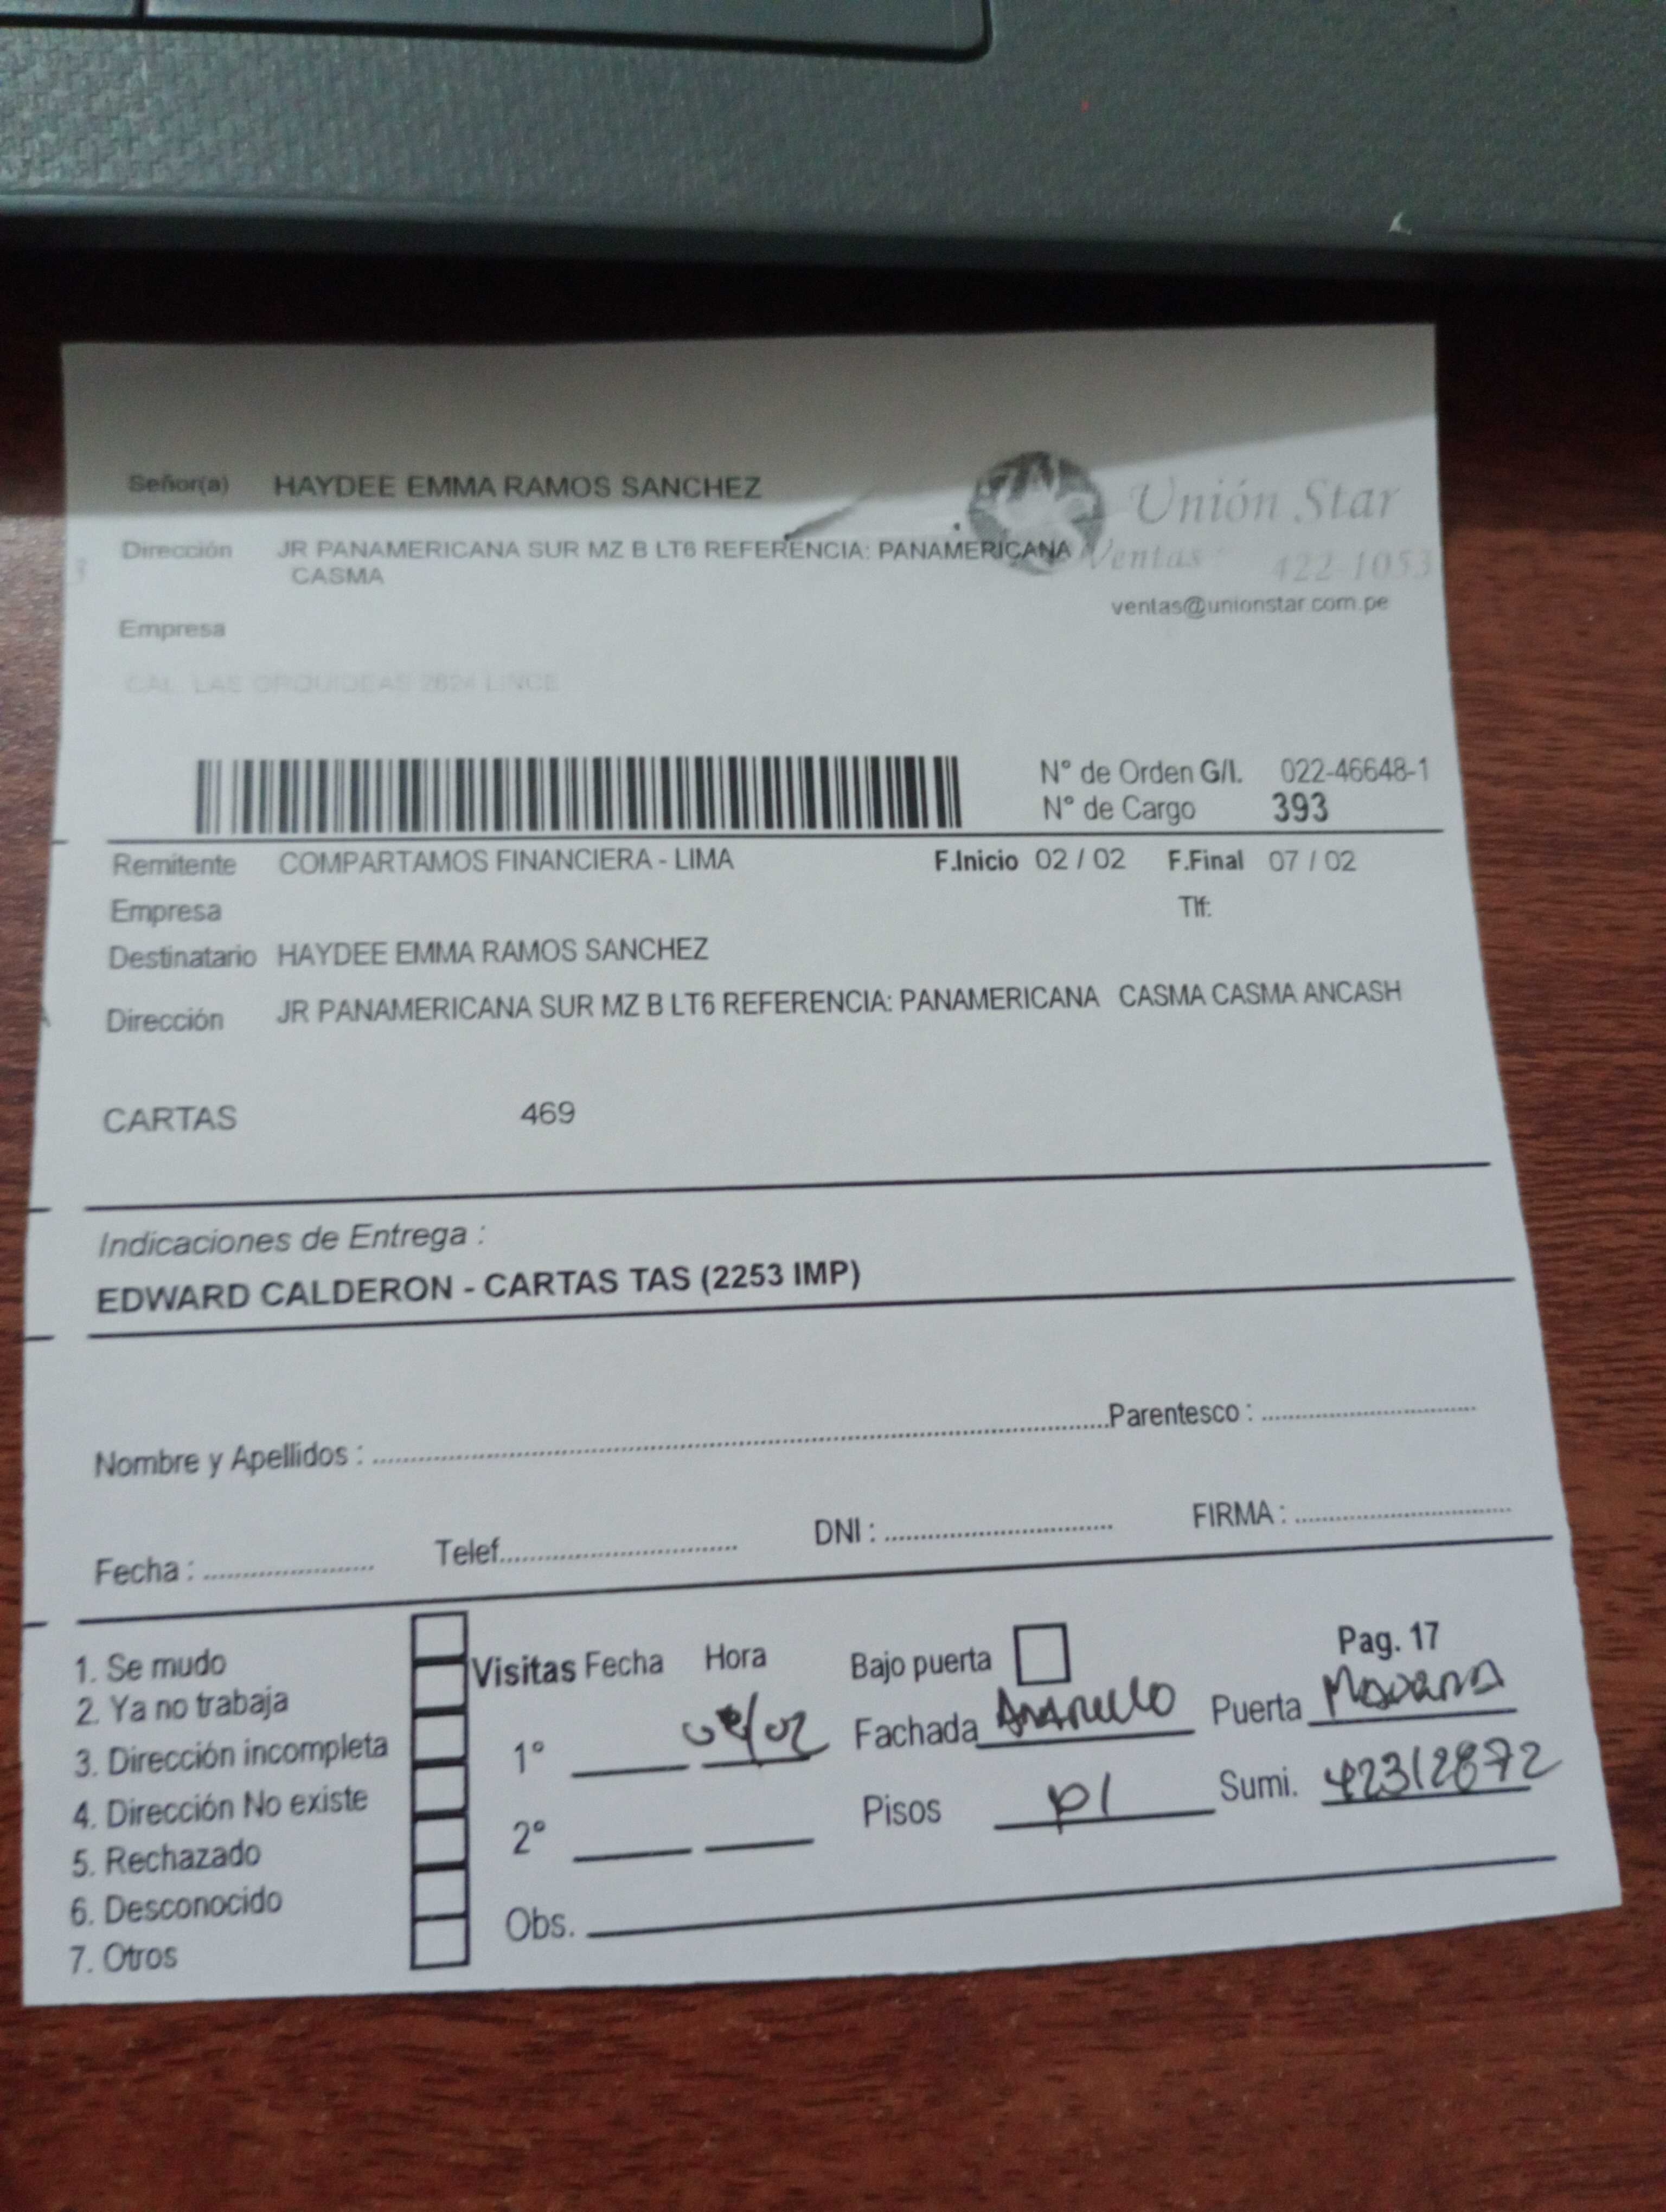 Señor(a) HAYDEE EMMA RAMOS SANCHEZ
Unión Star
Dirección JR PANAMERICANA SUR MZ B LT6 REFERENCIA: PANAMERICANA
CASMA
Ventas 422-1053
ventas@unionstar.com.pe
Empresa
CAL. LAS ORQUIDEAS 2624 LINCE
N° de Orden G/I. 022-46648-1
N° de Cargo 393
Remitente COMPARTAMOS FINANCIERA - LIMA F.Inicio 02 / 02 F.Final 07 / 02
Empresa Tlf:
Destinatario HAYDEE EMMA RAMOS SANCHEZ
Dirección JR PANAMERICANA SUR MZ B LT6 REFERENCIA: PANAMERICANA CASMA CASMA ANCASH
CARTAS 469
Indicaciones de Entrega :
EDWARD CALDERON - CARTAS TAS (2253 IMP)
Nombre y Apellidos : Parentesco :
Fecha : Telef. DNI : FIRMA :
Pag. 17
1. Se mudo
2. Ya no trabaja
3. Dirección incompleta
4. Dirección No existe
5. Rechazado
6. Desconocido
7. Otros
Visitas Fecha Hora
1°
2°
Obs.
Bajo puerta
Fachada AMARILLO Puerta
Pisos P1 Sumi. 42312872